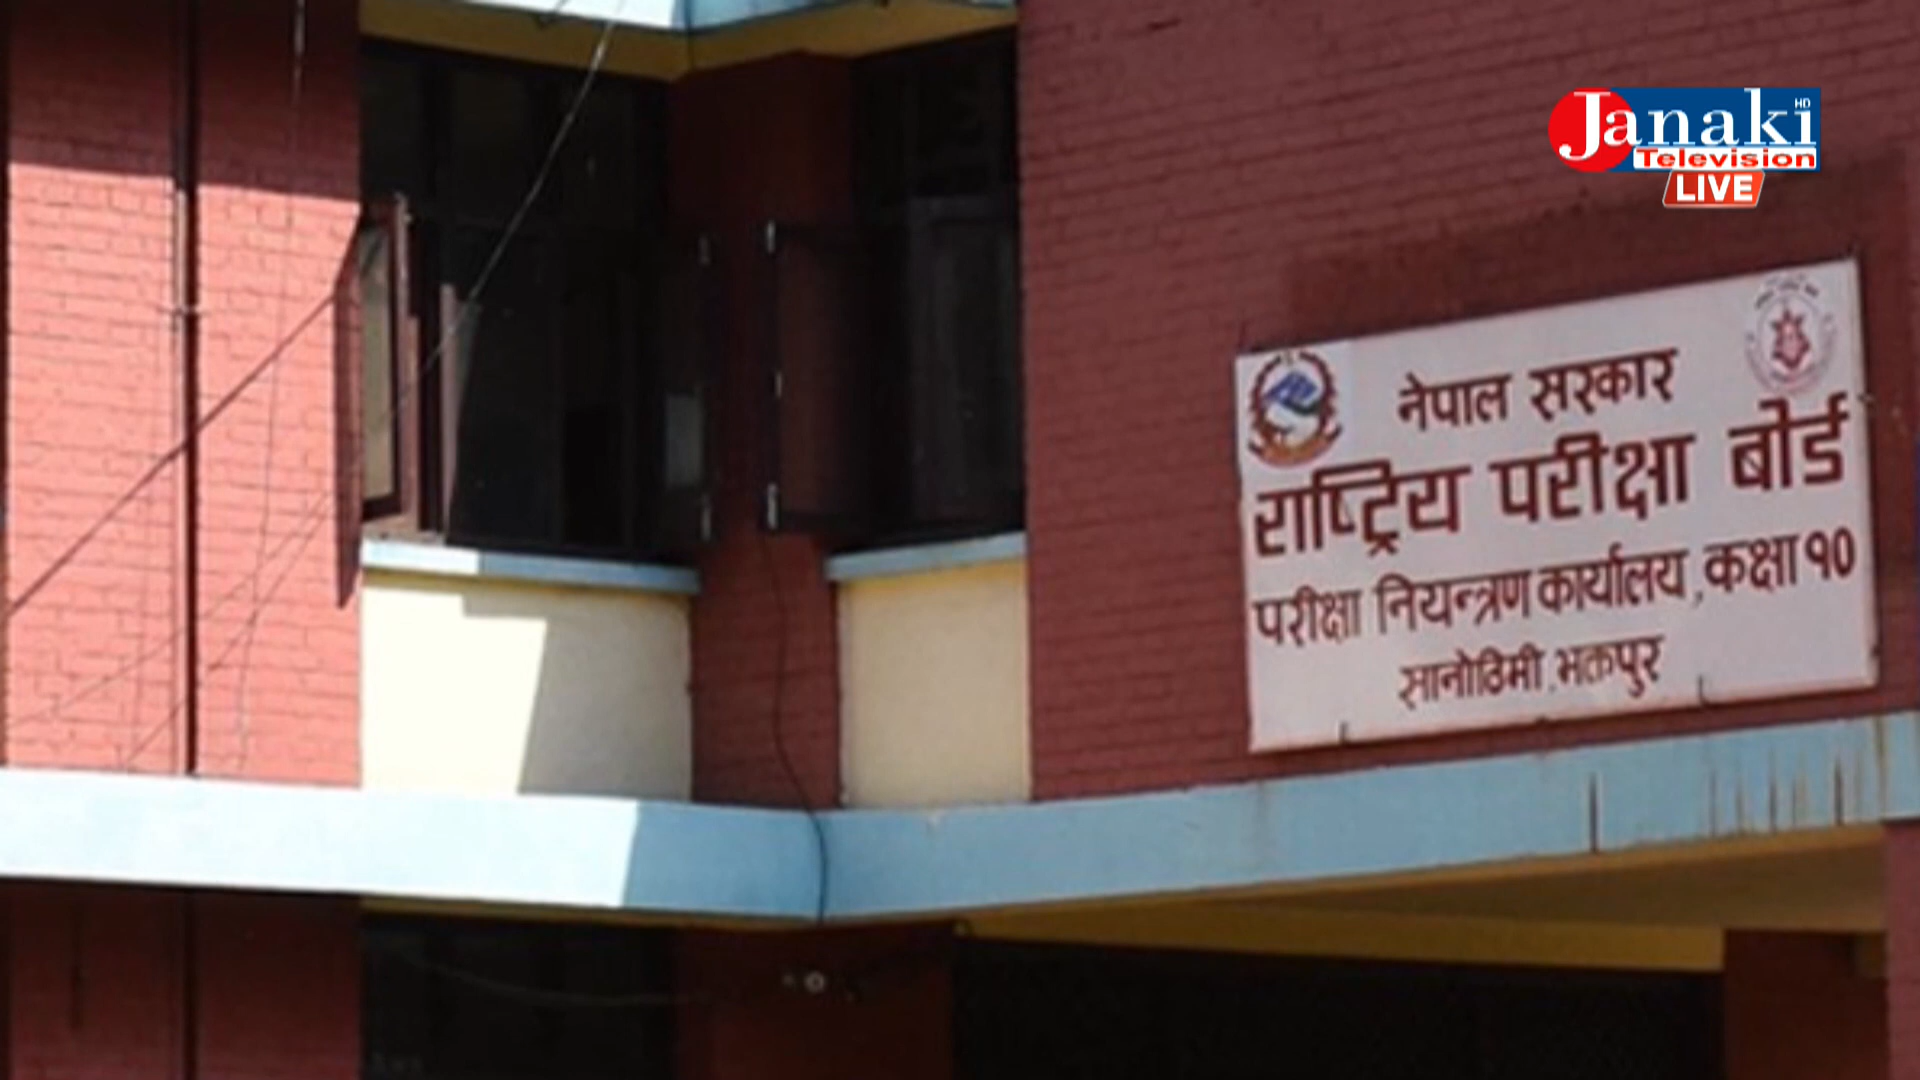 Janaki HD
Television
LIVE
नेपाल सरकार
राष्ट्रिय परीक्षा बोर्ड
परीक्षा नियन्त्रण कार्यालय, कक्षा १०
सानोठिमी, भक्तपुर